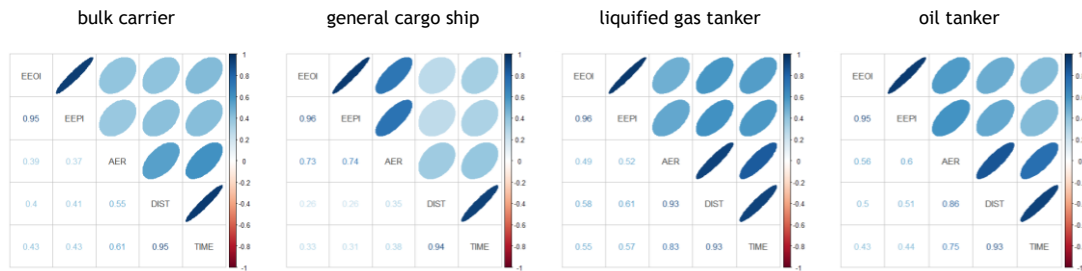 bulk carrier
EEOI
0.95 EEPI
0.39 0.37 AER
0.4 0.41 0.55 DIST
0.43 0.43 0.61 0.95 TIME
1
0.8
0.6
0.4
0.2
0
-0.2
-0.4
-0.6
-0.8
-1
general cargo ship
EEOI
0.96 EEPI
0.73 0.74 AER
0.26 0.26 0.35 DIST
0.33 0.31 0.38 0.94 TIME
1
0.8
0.6
0.4
0.2
0
-0.2
-0.4
-0.6
-0.8
-1
liquified gas tanker
EEOI
0.96 EEPI
0.49 0.52 AER
0.58 0.61 0.93 DIST
0.55 0.57 0.83 0.93 TIME
1
0.8
0.6
0.4
0.2
0
-0.2
-0.4
-0.6
-0.8
-1
oil tanker
EEOI
0.95 EEPI
0.56 0.6 AER
0.5 0.51 0.86 DIST
0.43 0.44 0.75 0.93 TIME
1
0.8
0.6
0.4
0.2
0
-0.2
-0.4
-0.6
-0.8
-1